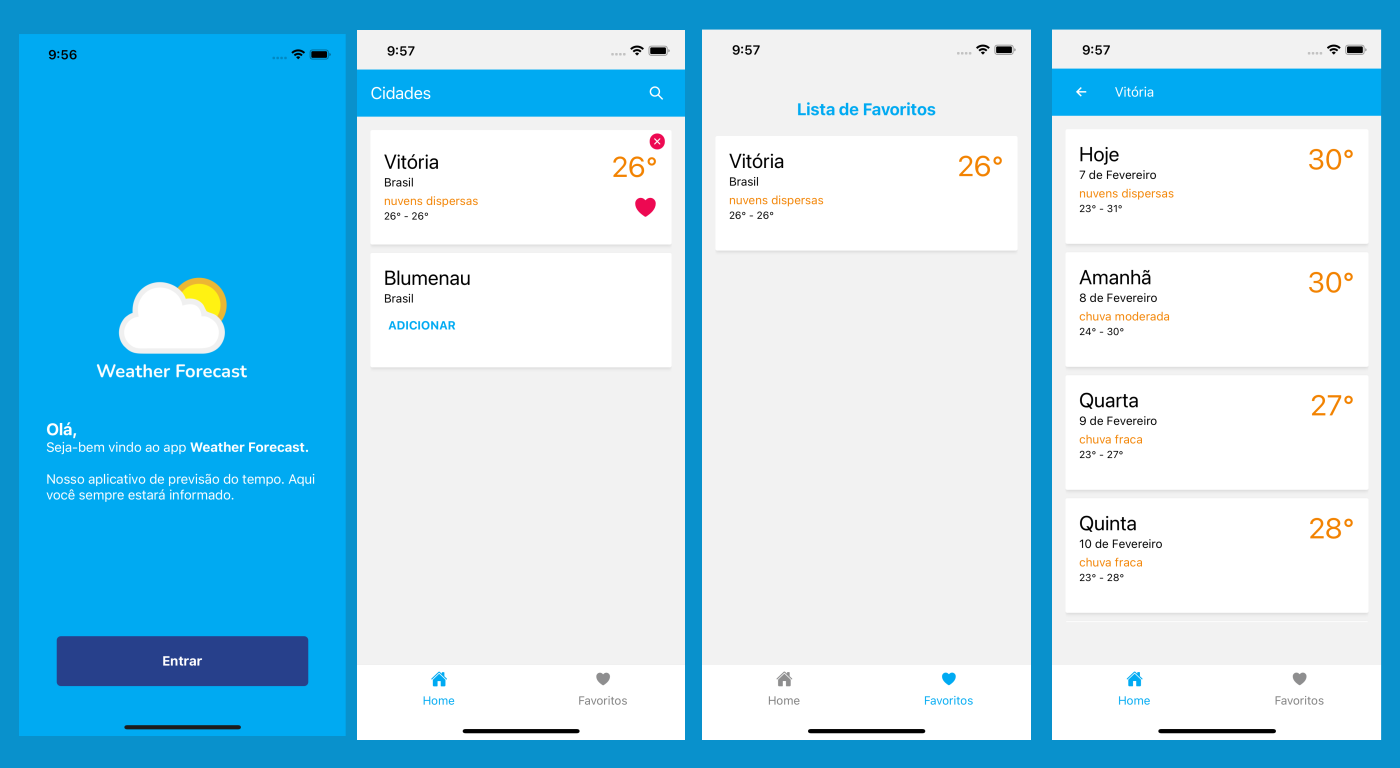 9:56
Weather Forecast
Olá,
Seja-bem vindo ao app Weather Forecast.
Nosso aplicativo de previsão do tempo. Aqui
você sempre estará informado.
Entrar
9:57
Cidades
Vitória
26°
Brasil
nuvens dispersas
26° - 26°
Blumenau
Brasil
ADICIONAR
Home
Favoritos
9:57
Lista de Favoritos
Vitória
26°
Brasil
nuvens dispersas
26° - 26°
Home
Favoritos
9:57
Vitória
Hoje
30°
7 de Fevereiro
nuvens dispersas
23° - 31°
Amanhã
30°
8 de Fevereiro
chuva moderada
24° - 30°
Quarta
27°
9 de Fevereiro
chuva fraca
23° - 27°
Quinta
28°
10 de Fevereiro
chuva fraca
23° - 28°
Home
Favoritos